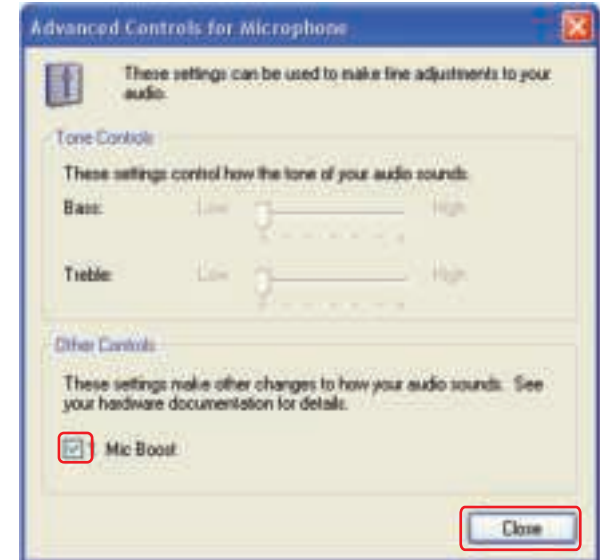 Advanced Controls for Microphone
These settings can be used to make fine adjustments to your
audio.
Tone Controls
These settings control how the tone of your audio sounds.
Bass: Low High
Treble: Low High
Other Controls
These settings make other changes to how your audio sounds. See
your hardware documentation for details.
1 Mic Boost
Close